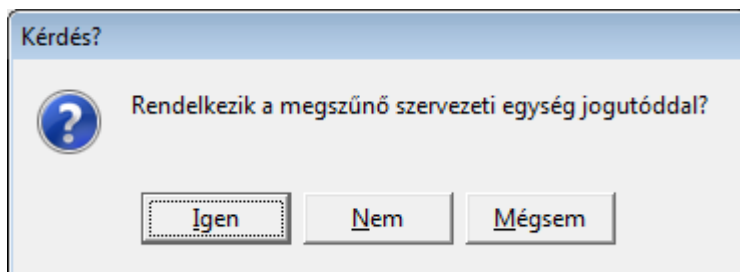 Kérdés?
Rendelkezik a megszűnő szervezeti egység jogutóddal?
Igen Nem Mégsem